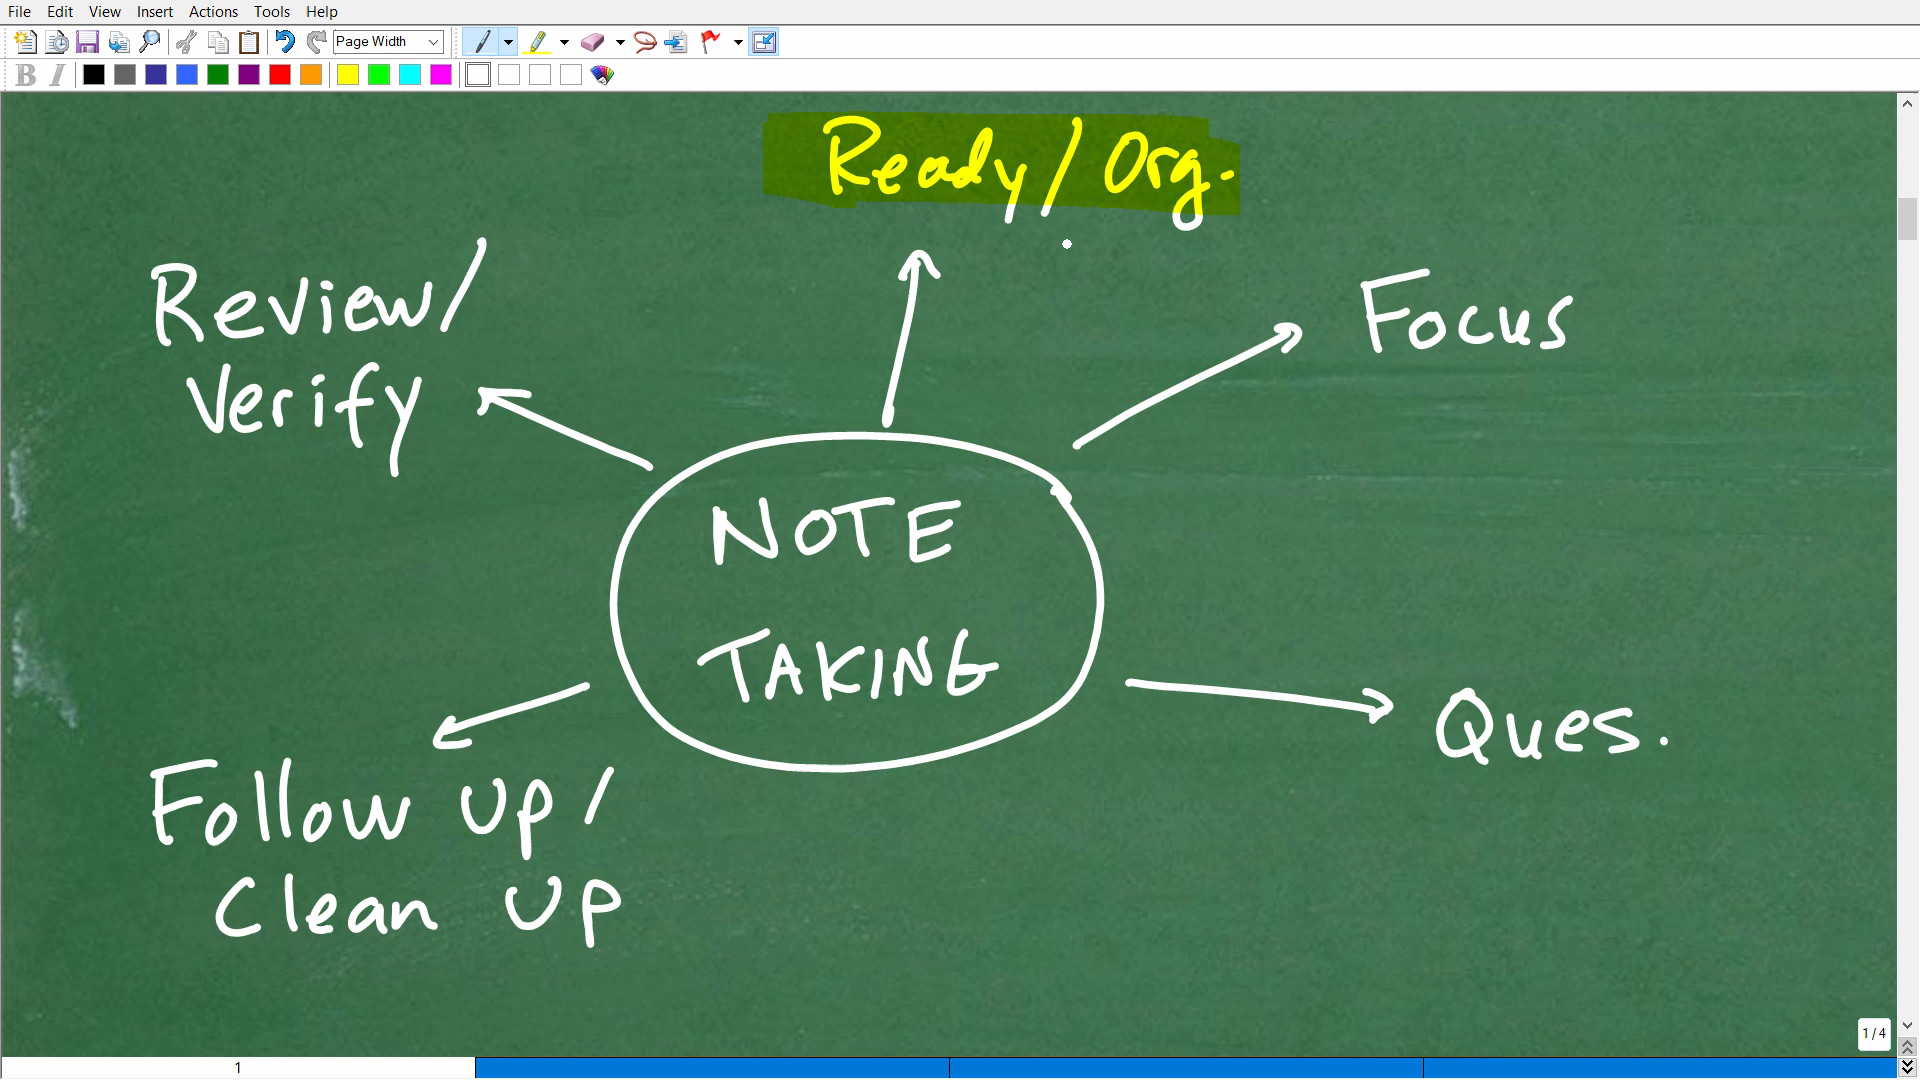 File Edit View Insert Actions Tools Help
Page Width
B I
Ready/Org.
Review/
Verify
Focus
NOTE
TAKING
Ques.
Follow up/
Clean up
1/4
1